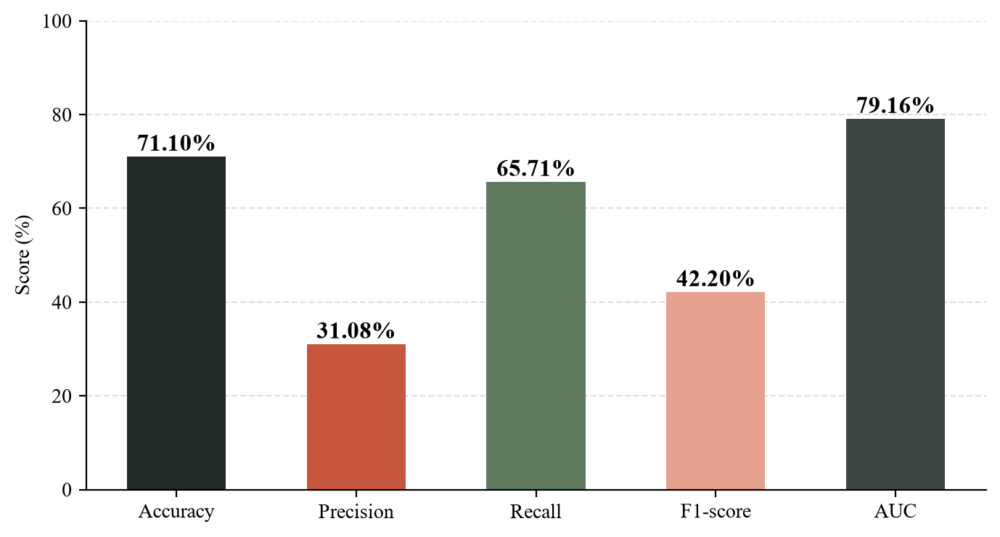 Score (%)
100
80
60
40
20
0
71.10%
31.08%
65.71%
42.20%
79.16%
Accuracy
Precision
Recall
F1-score
AUC